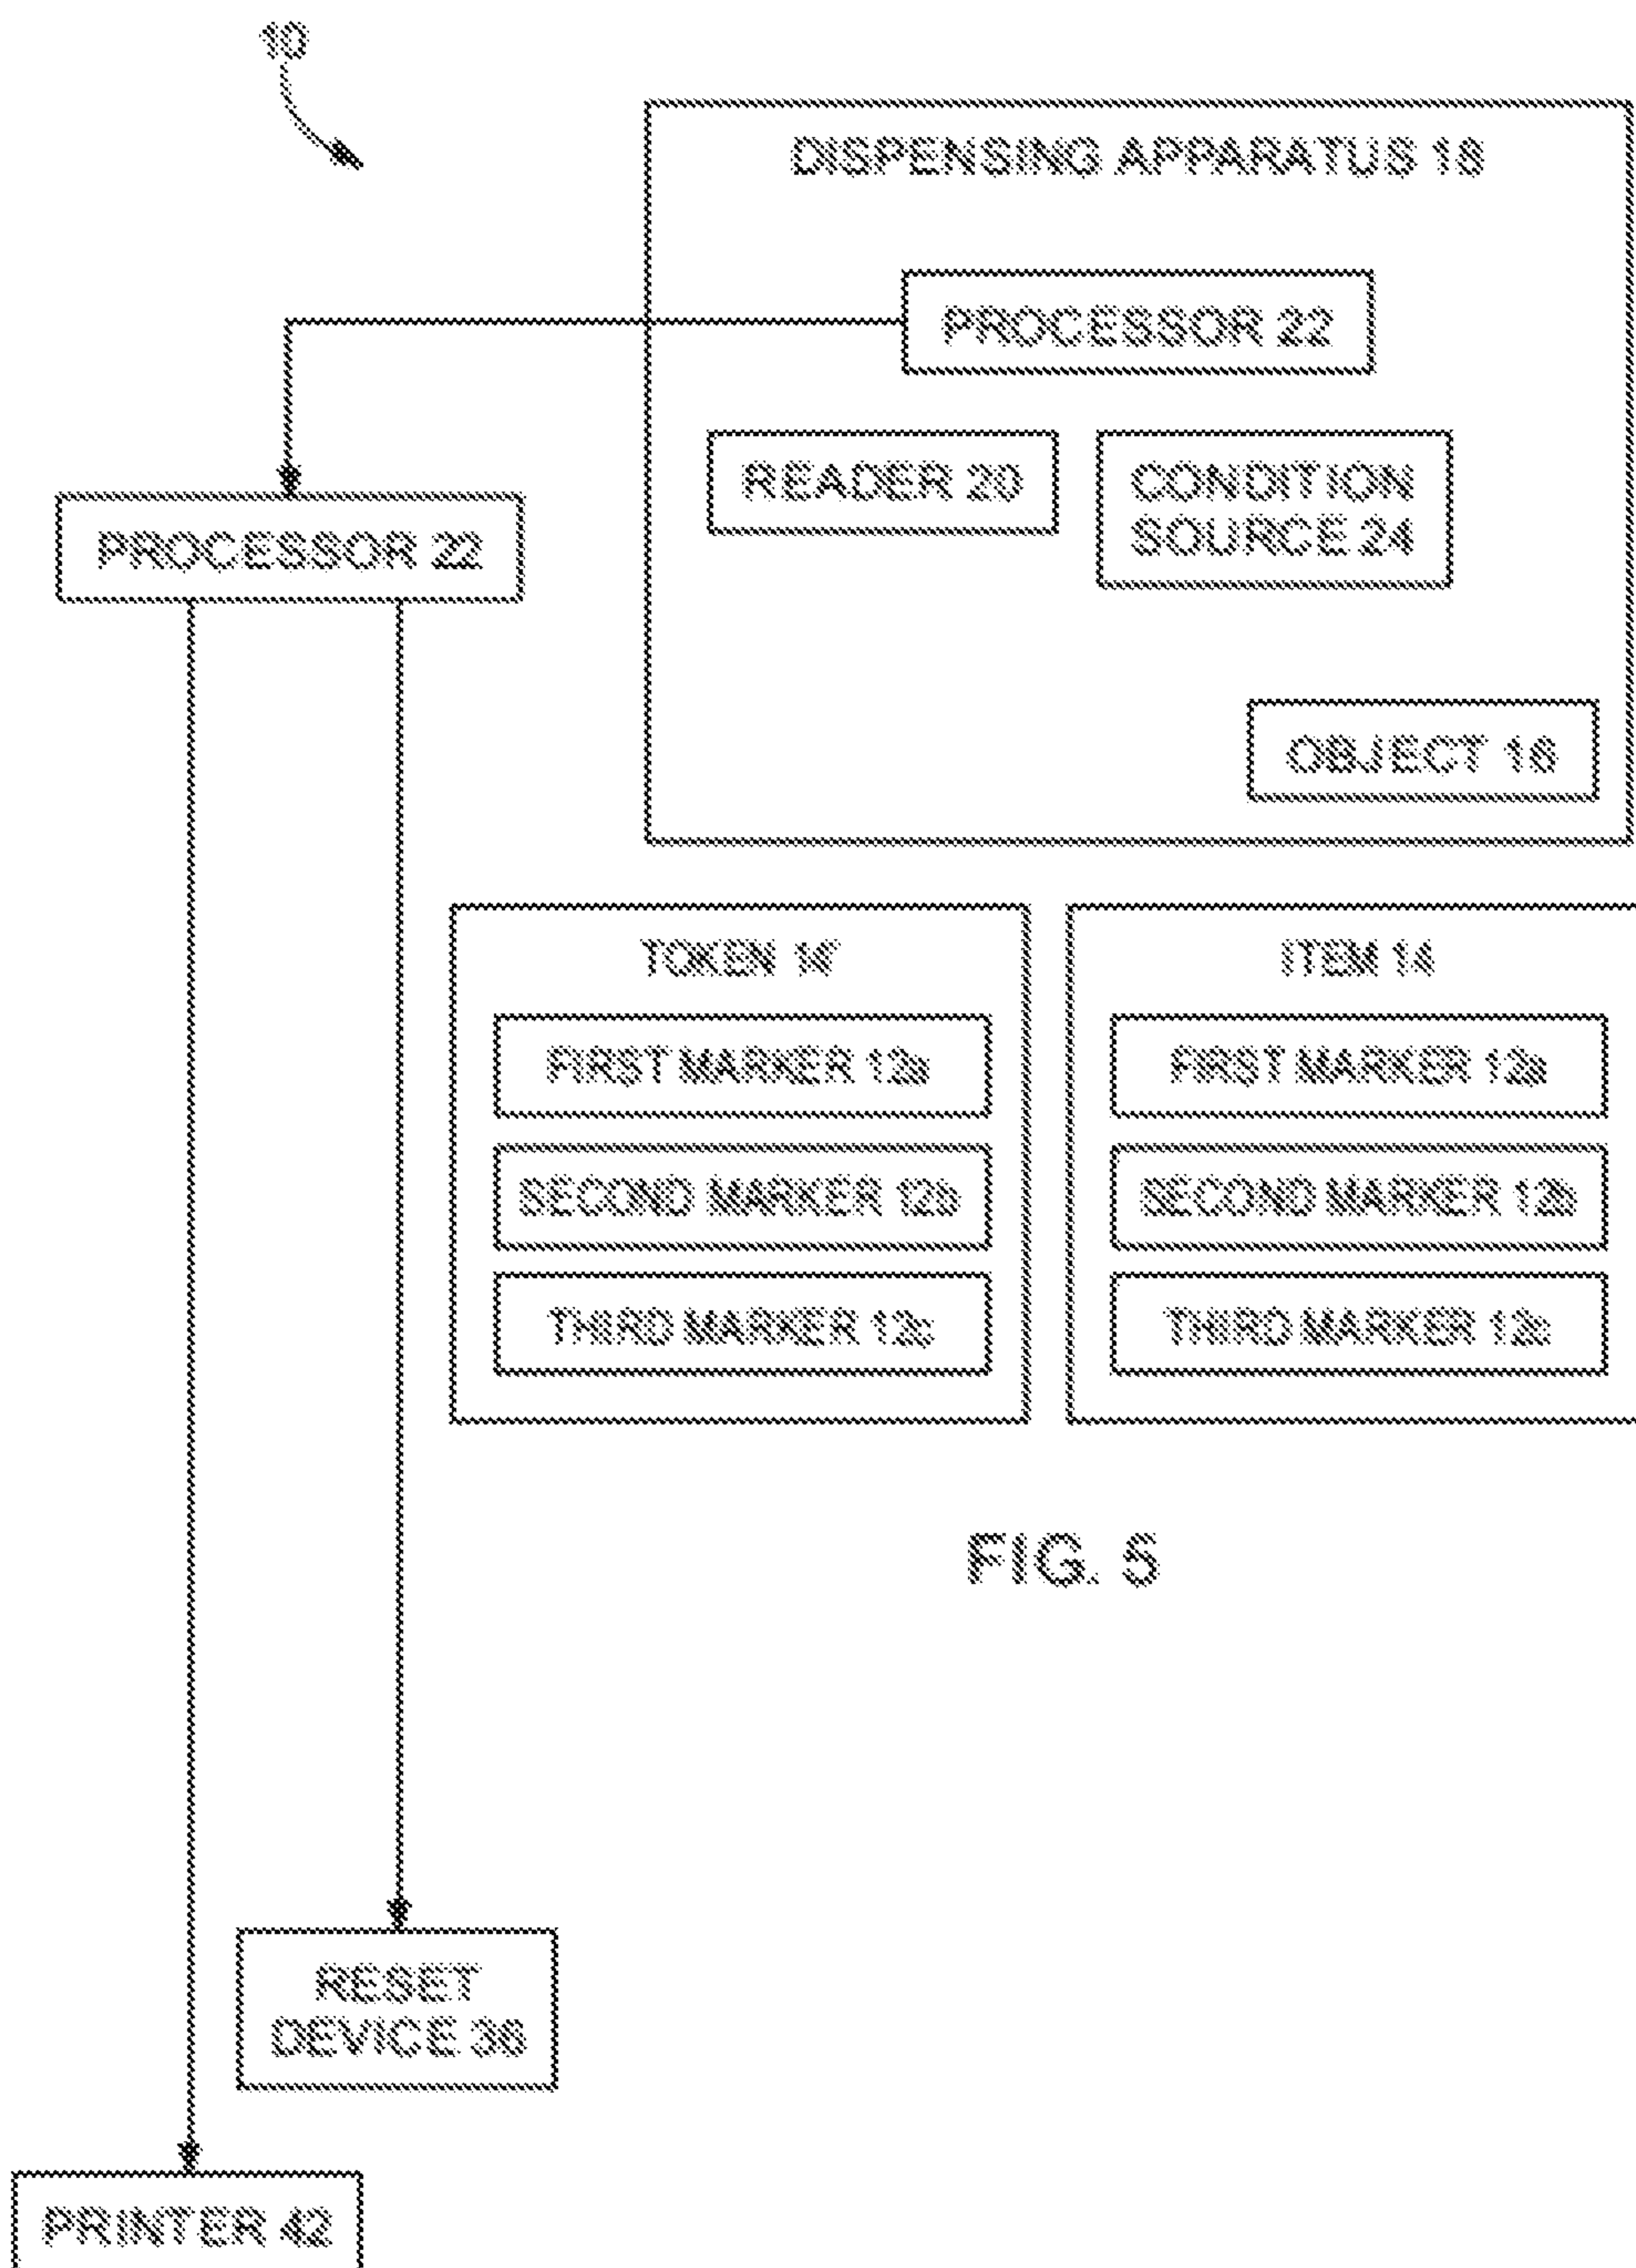 10
DISPENSING APPARATUS 18
PROCESSOR 22
READER 20
CONDITION
SOURCE 24
PROCESSOR 22
OBJECT 16
TOKEN 14'
FIRST MARKER 12a
SECOND MARKER 12b
THIRD MARKER 12c
ITEM 14
FIRST MARKER 12a
SECOND MARKER 12b
THIRD MARKER 12c
FIG. 5
RESET
DEVICE 36
PRINTER 42